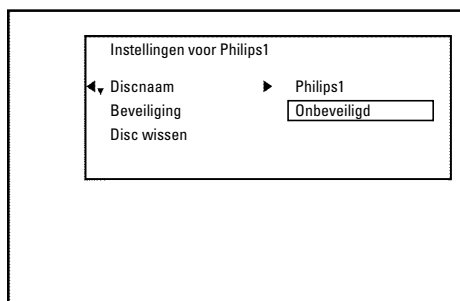 Instellingen voor Philips1
Discnaam Philips1
Beveiliging Onbeveiligd
Disc wissen